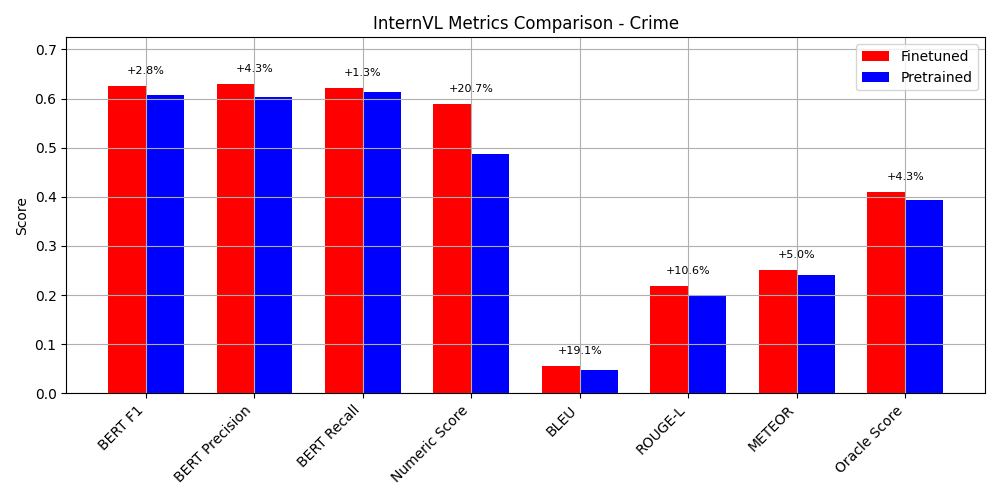 InternVL Metrics Comparison - Crime
Finetuned
Pretrained
Score
0.7
0.6
0.5
0.4
0.3
0.2
0.1
0.0
+2.8%
+4.3%
+1.3%
+20.7%
+19.1%
+10.6%
+5.0%
+4.3%
BERT F1
BERT Precision
BERT Recall
Numeric Score
BLEU
ROUGE-L
METEOR
Oracle Score